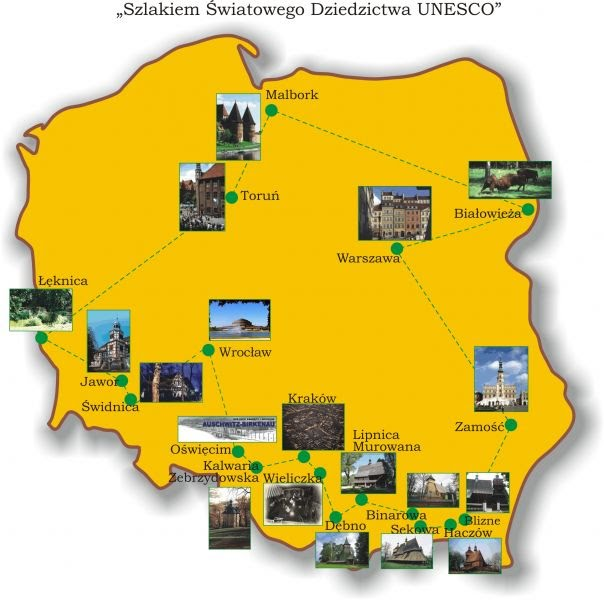 „Szlakiem Światowego Dziedzictwa UNESCO”
Malbork
Toruń
Białowieża
Warszawa
Łęknica
Wrocław
Jawor
Świdnica
Kraków
Zamość
AUSCHWITZ-BIRKENAU
Oświęcim
Lipnica
Murowana
Kalwaria
Zebrzydowska
Wieliczka
Dębno
Binarowa
Sękowa
Blizne
Haczów